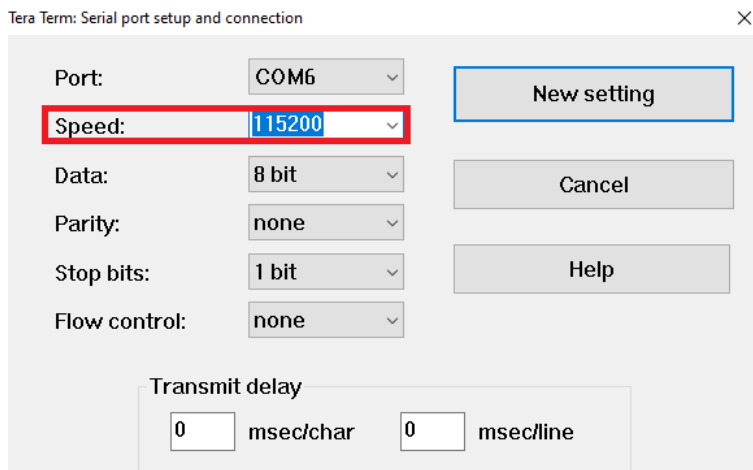 Tera Term: Serial port setup and connection
Port: COM6
New setting
Speed: 115200
Data: 8 bit
Cancel
Parity: none
Stop bits: 1 bit
Help
Flow control: none
Transmit delay
0 msec/char 0 msec/line